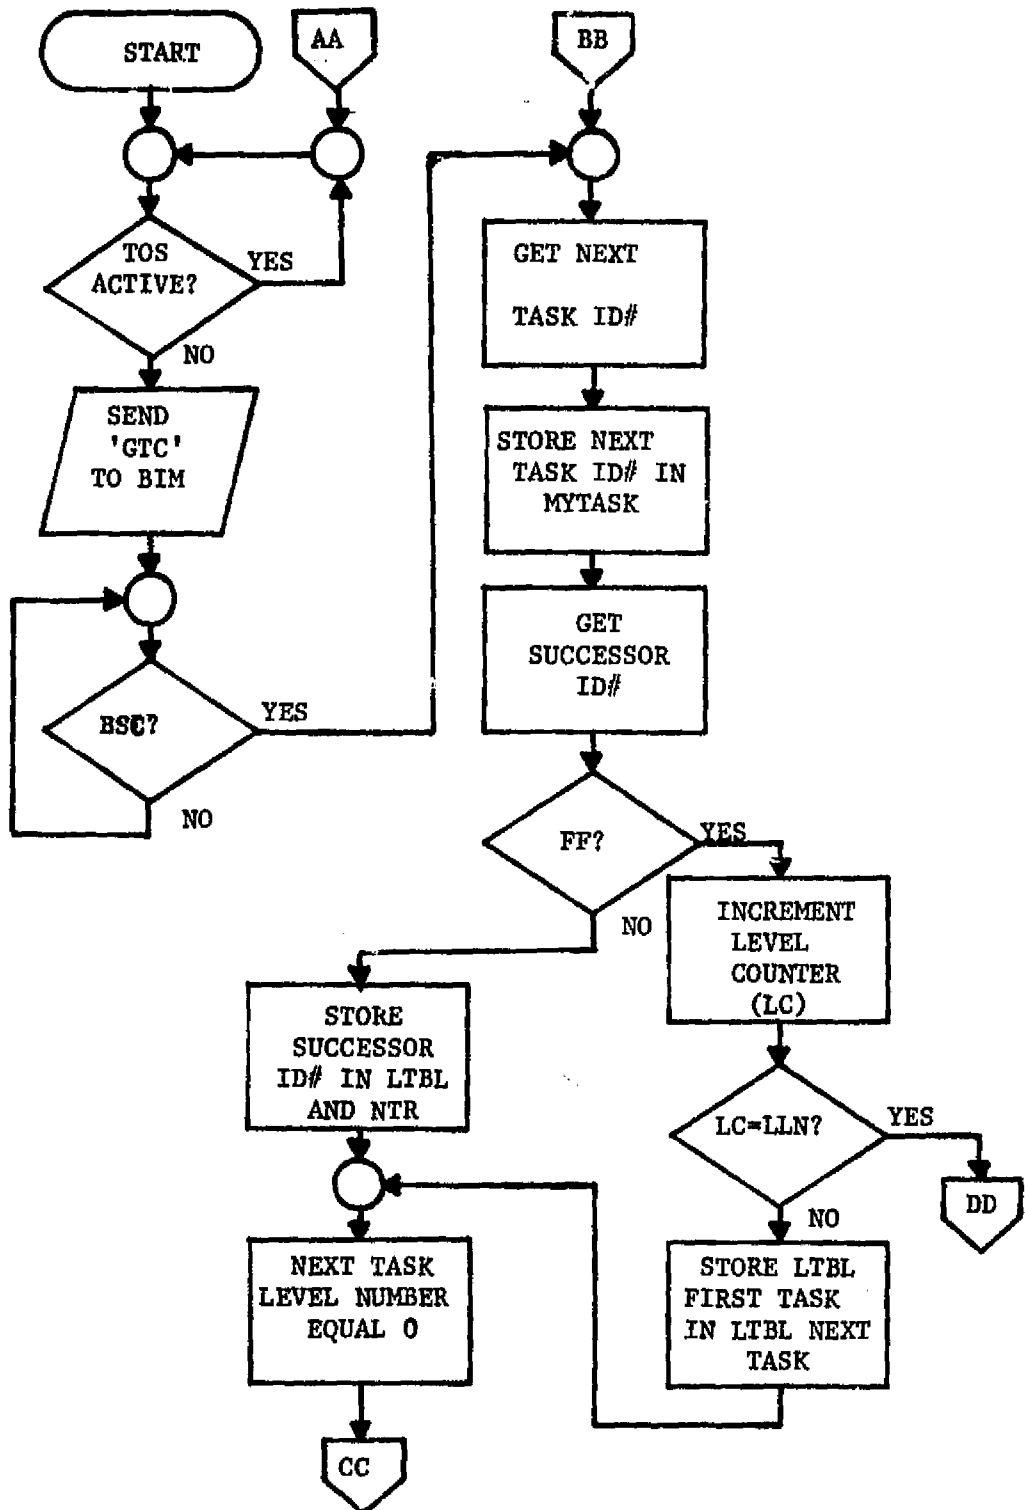 START
AA
BB
TOS
ACTIVE?
YES
NO
SEND
'GTC'
TO BIM
BSC?
YES
NO
GET NEXT
TASK ID#
STORE NEXT
TASK ID# IN
MYTASK
GET
SUCCESSOR
ID#
FF?
YES
NO
INCREMENT
LEVEL
COUNTER
(LC)
STORE
SUCCESSOR
ID# IN LTBL
AND NTR
LC=LLN?
YES
DD
NO
NEXT TASK
LEVEL NUMBER
EQUAL 0
STORE LTBL
FIRST TASK
IN LTBL NEXT
TASK
CC